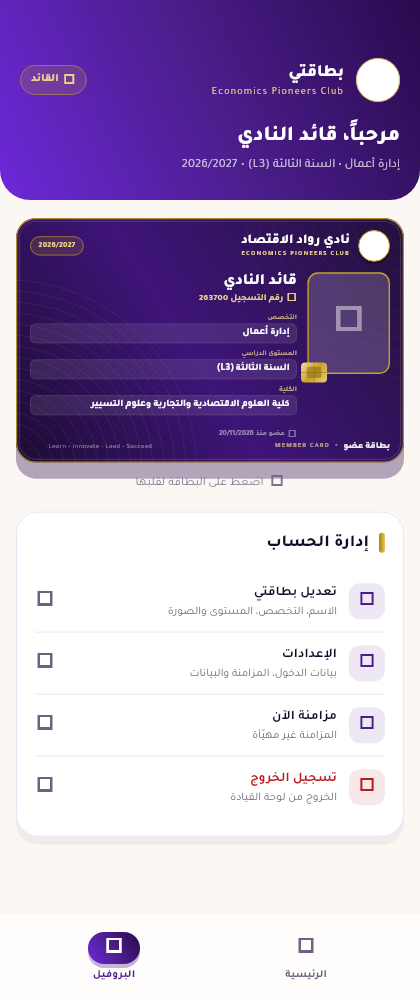 بطاقتي
Economics Pioneers Club
القائد
مرحباً، قائد النادي
إدارة أعمال · السنة الثالثة (L3) · 2026/2027
نادي رواد الاقتصاد
ECONOMICS PIONEERS CLUB
2026/2027
قائد النادي
رقم التسجيل 263700
التخصص
إدارة أعمال
المستوى الدراسي
السنة الثالثة (L3)
الكلية
كلية العلوم الاقتصادية والتجارية وعلوم التسيير
عضو منذ 20/11/2026
بطاقة عضو • MEMBER CARD
Learn · Innovate · Lead · Succeed
اضغط على البطاقة لقلبها
إدارة الحساب
تعديل بطاقتي
الاسم، التخصص، المستوى والصورة
الإعدادات
بيانات الدخول، المزامنة والبيانات
مزامنة الآن
المزامنة غير مهيّأة
تسجيل الخروج
الخروج من لوحة القيادة
الرئيسية
البروفيل